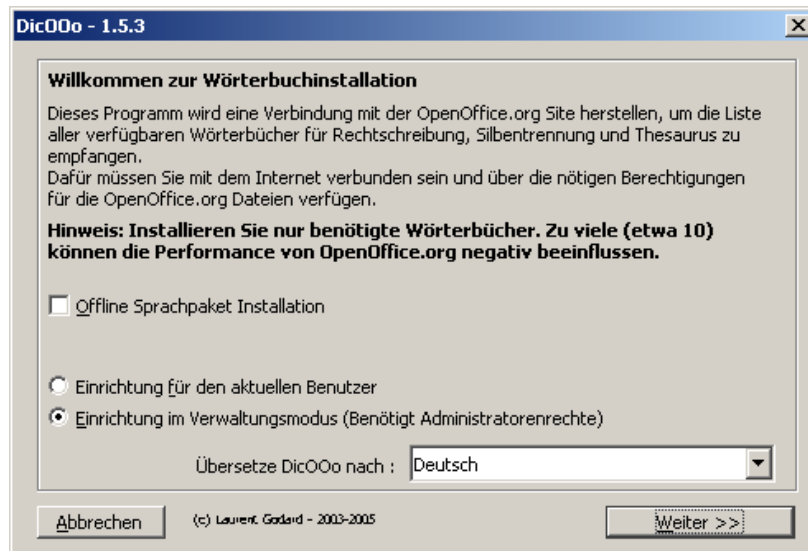 DicOOo - 1.5.3
Willkommen zur Wörterbuchinstallation
Dieses Programm wird eine Verbindung mit der OpenOffice.org Site herstellen, um die Liste
aller verfügbaren Wörterbücher für Rechtschreibung, Silbentrennung und Thesaurus zu
empfangen.
Dafür müssen Sie mit dem Internet verbunden sein und über die nötigen Berechtigungen
für die OpenOffice.org Dateien verfügen.
Hinweis: Installieren Sie nur benötigte Wörterbücher. Zu viele (etwa 10)
können die Performance von OpenOffice.org negativ beeinflussen.
Offline Sprachpaket Installation
Einrichtung für den aktuellen Benutzer
Einrichtung im Verwaltungsmodus (Benötigt Administratorenrechte)
Übersetze DicOOo nach : Deutsch
Abbrechen (c) Laurent Godard - 2003-2005 Weiter >>